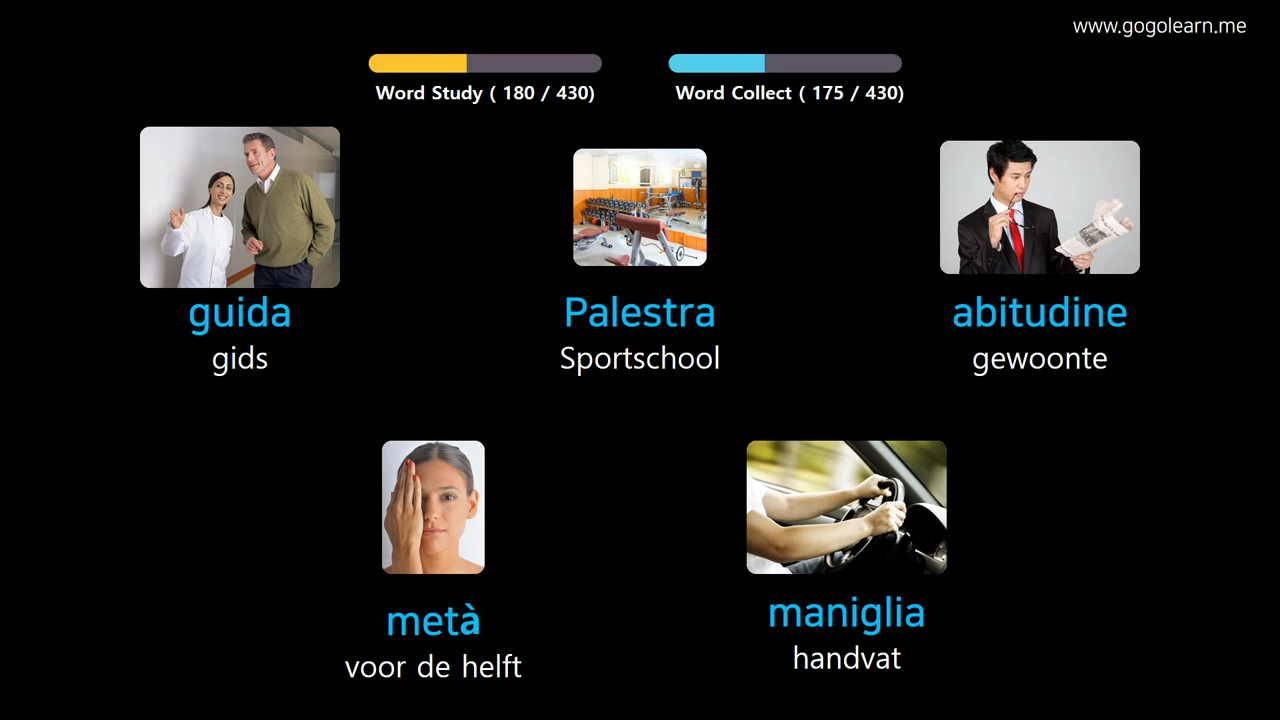 www.gogolearn.me
Word Study ( 180 / 430)
Word Collect ( 175 / 430)
guida
gids
Palestra
Sportschool
abitudine
gewoonte
metà
voor de helft
maniglia
handvat